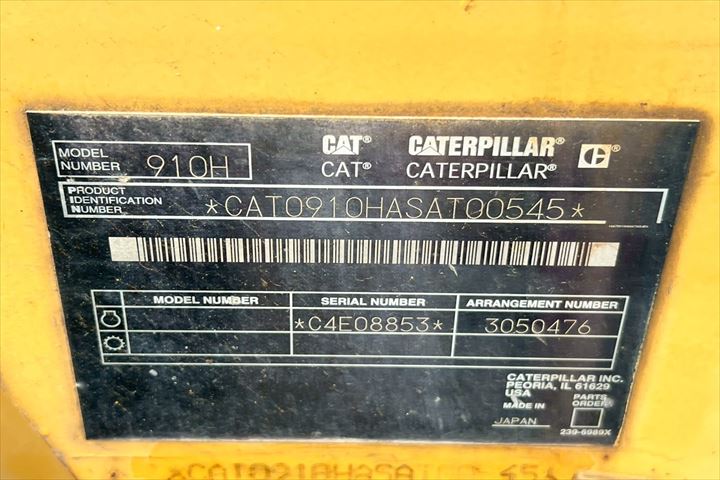 MODEL NUMBER 910H
CAT® CATERPILLAR® C®
CAT® CATERPILLAR®
PRODUCT IDENTIFICATION NUMBER *CAT0910HASAT00545*
MODEL NUMBER SERIAL NUMBER ARRANGEMENT NUMBER
*C4E08853* 3050476
CATERPILLAR INC.
PEORIA, IL 61629
USA
MADE IN JAPAN
PARTS ORDER
239-6989X